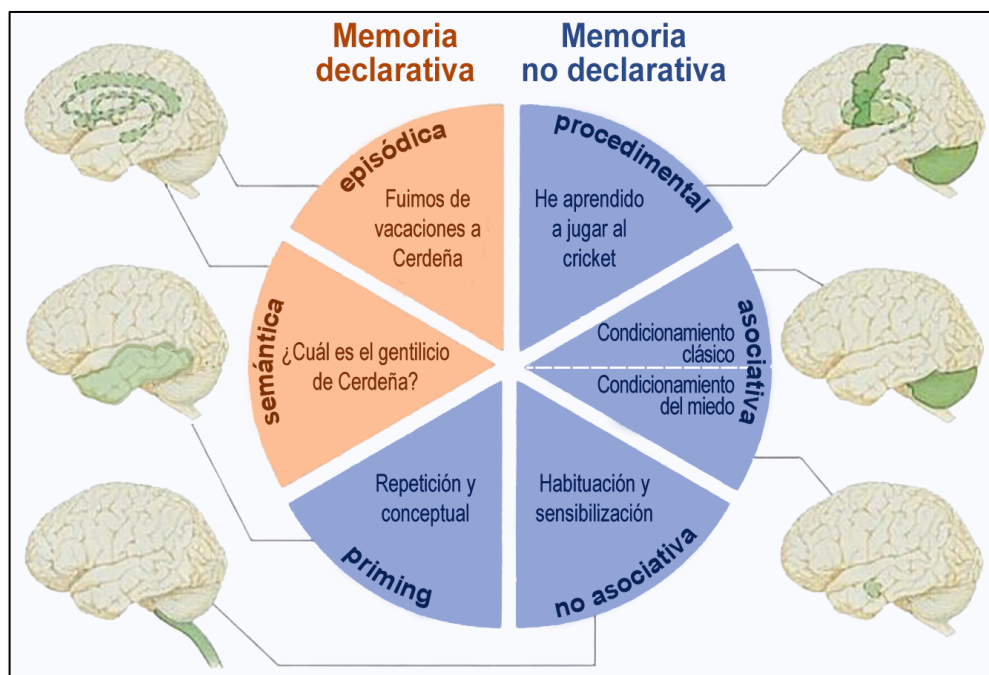 Memoria
declarativa
Memoria
no declarativa
episódica
Fuimos de
vacaciones a
Cerdeña
procedimental
He aprendido
a jugar al
cricket
semántica
¿Cuál es el gentilicio
de Cerdeña?
asociativa
Condicionamiento
clásico
Condicionamiento
del miedo
Repetición y
conceptual
priming
Habituación y
sensibilización
no asociativa